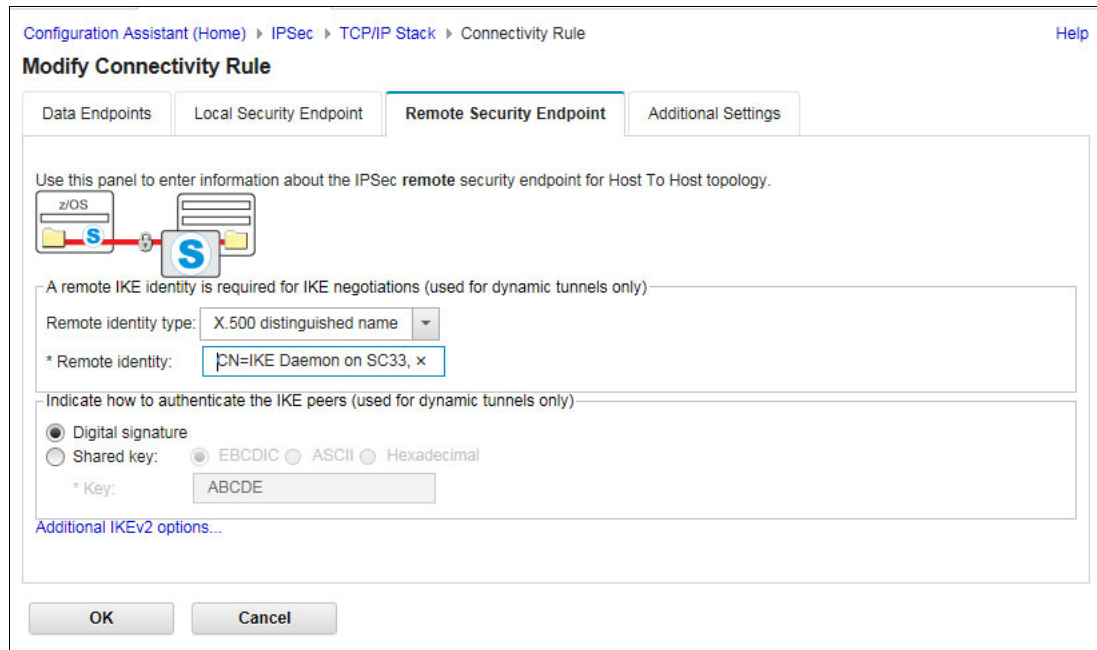 Configuration Assistant (Home) IPSec TCP/IP Stack Connectivity Rule Help
Modify Connectivity Rule
Data Endpoints Local Security Endpoint Remote Security Endpoint Additional Settings
Use this panel to enter information about the IPSec remote security endpoint for Host To Host topology.
z/OS
S
S
A remote IKE identity is required for IKE negotiations (used for dynamic tunnels only)
Remote identity type: X.500 distinguished name
* Remote identity: CN=IKE Daemon on SC33, ×
Indicate how to authenticate the IKE peers (used for dynamic tunnels only)
Digital signature
Shared key: EBCDIC ASCII Hexadecimal
* Key: ABCDE
Additional IKEv2 options...
OK Cancel